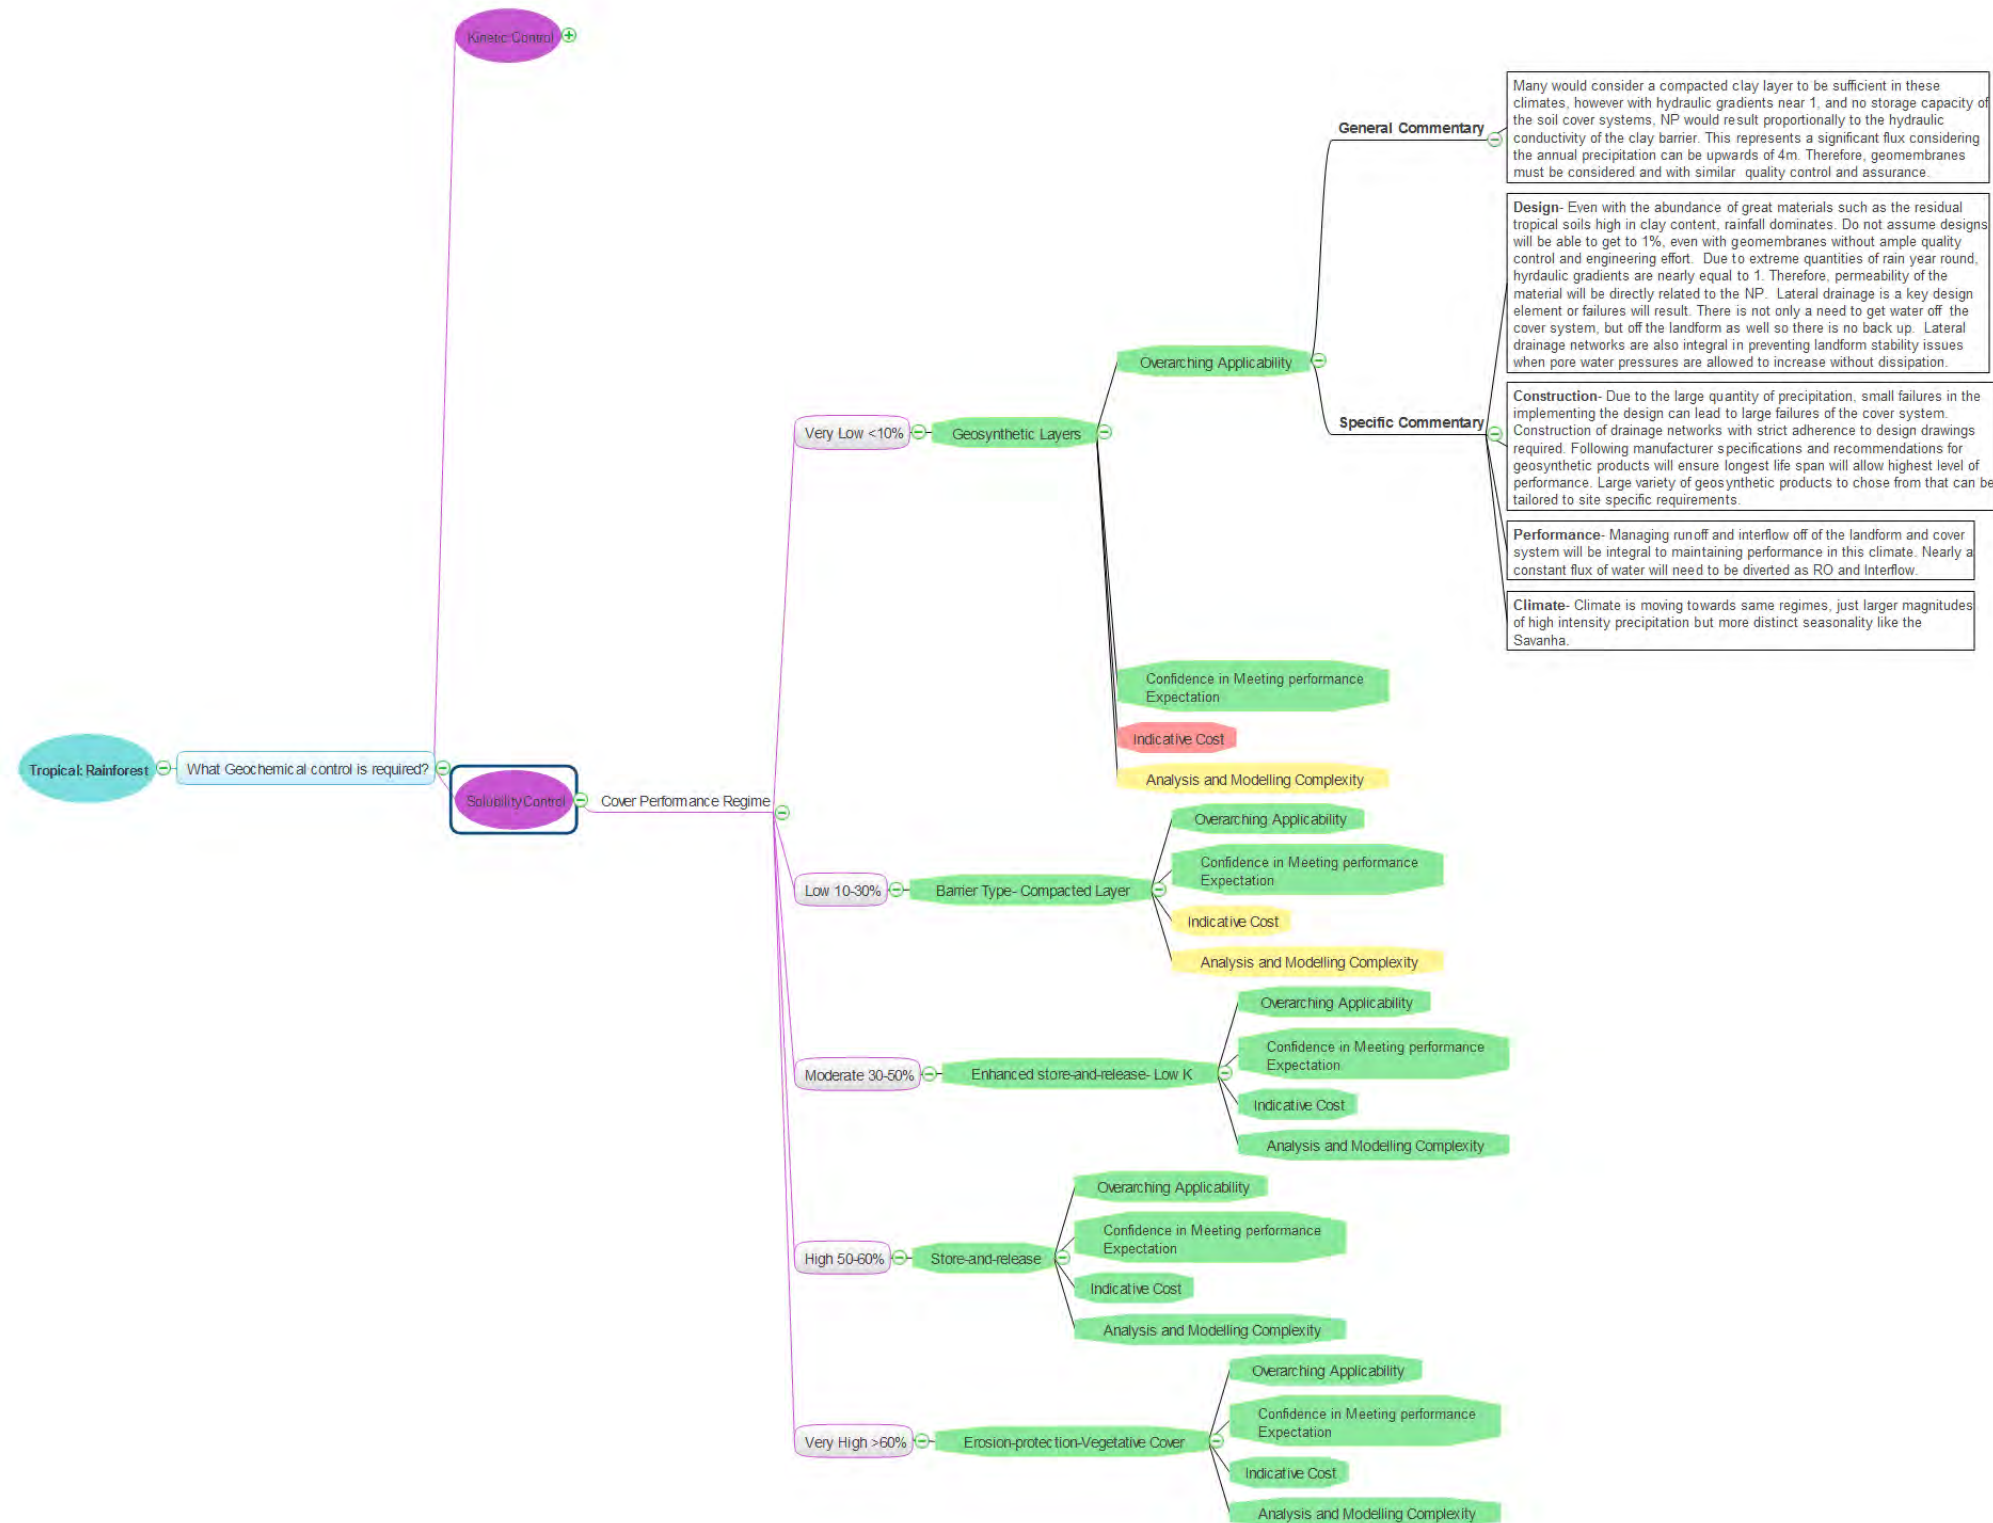 Kinetic Control
Many would consider a compacted clay layer to be sufficient in these
climates, however with hydraulic gradients near 1, and no storage capacity of
the soil cover systems, NP would result proportionally to the hydraulic
conductivity of the clay barrier. This represents a significant flux considering
the annual precipitation can be upwards of 4m. Therefore, geomembranes
must be considered and with similar quality control and assurance.
General Commentary
Design- Even with the abundance of great materials such as the residual
tropical soils high in clay content, rainfall dominates. Do not assume designs
will be able to get to 1%, even with geomembranes without ample quality
control and engineering effort. Due to extreme quantities of rain year round,
hyrdaulic gradients are nearly equal to 1. Therefore, permeability of the
material will be directly related to the NP. Lateral drainage is a key design
element or failures will result. There is not only a need to get water off the
cover system, but off the landform as well so there is no back up. Lateral
drainage networks are also integral in preventing landform stability issues
when pore water pressures are allowed to increase without dissipation.
Overarching Applicability
Construction- Due to the large quantity of precipitation, small failures in the
implementing the design can lead to large failures of the cover system.
Construction of drainage networks with strict adherence to design drawings
required. Following manufacturer specifications and recommendations for
geosynthetic products will ensure longest life span will allow highest level of
performance. Large variety of geosynthetic products to chose from that can be
tailored to site specific requirements.
Specific Commentary
Very Low <10%
Geosynthetic Layers
Performance- Managing runoff and interflow off of the landform and cover
system will be integral to maintaining performance in this climate. Nearly a
constant flux of water will need to be diverted as RO and Interflow.
Climate- Climate is moving towards same regimes, just larger magnitudes
of high intensity precipitation but more distinct seasonality like the
Savanha.
Confidence in Meeting performance
Expectation
Indicative Cost
Analysis and Modelling Complexity
Tropical: Rainforest
What Geochemical control is required?
Solubility Control
Cover Performance Regime
Overarching Applicability
Confidence in Meeting performance
Expectation
Low 10-30%
Barrier Type- Compacted Layer
Indicative Cost
Analysis and Modelling Complexity
Overarching Applicability
Confidence in Meeting performance
Expectation
Moderate 30-50%
Enhanced store-and-release- Low K
Indicative Cost
Analysis and Modelling Complexity
Overarching Applicability
Confidence in Meeting performance
Expectation
High 50-60%
Store-and-release
Indicative Cost
Analysis and Modelling Complexity
Overarching Applicability
Confidence in Meeting performance
Expectation
Very High >60%
Erosion-protection-Vegetative Cover
Indicative Cost
Analysis and Modelling Complexity